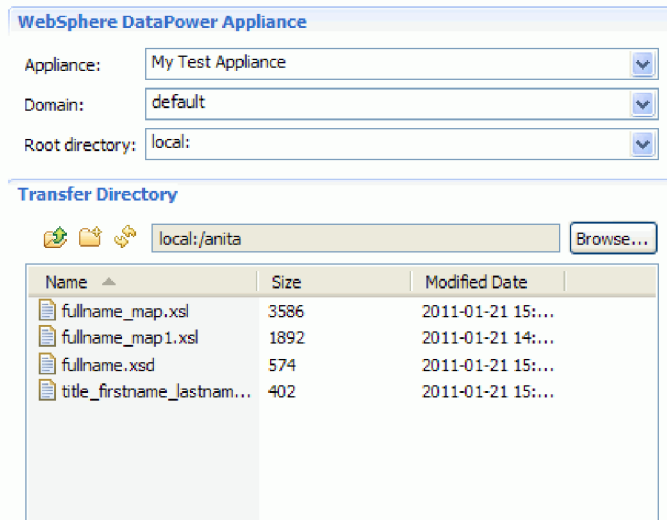 WebSphere DataPower Appliance
Appliance: My Test Appliance
Domain: default
Root directory: local:
Transfer Directory
local:/anita Browse...
Name Size Modified Date
fullname_map.xsl 3586 2011-01-21 15:...
fullname_map1.xsl 1892 2011-01-21 14:...
fullname.xsd 574 2011-01-21 15:...
title_firstname_lastnam... 402 2011-01-21 15:...